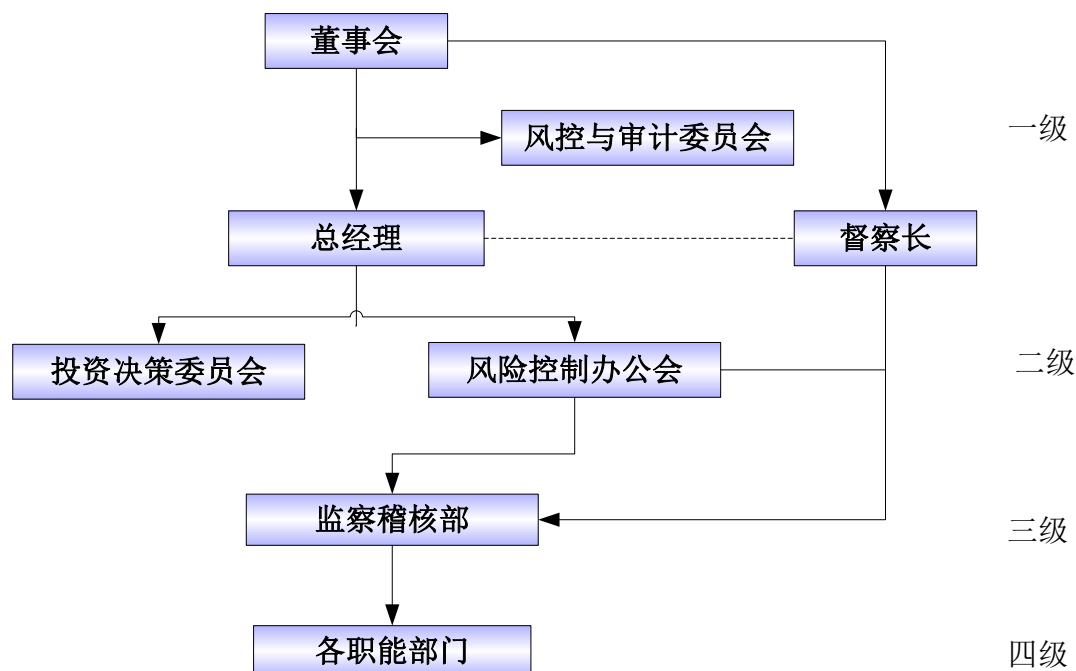 董事会
风控与审计委员会
一级
总经理
督察长
投资决策委员会
风险控制办公会
二级
监察稽核部
三级
各职能部门
四级